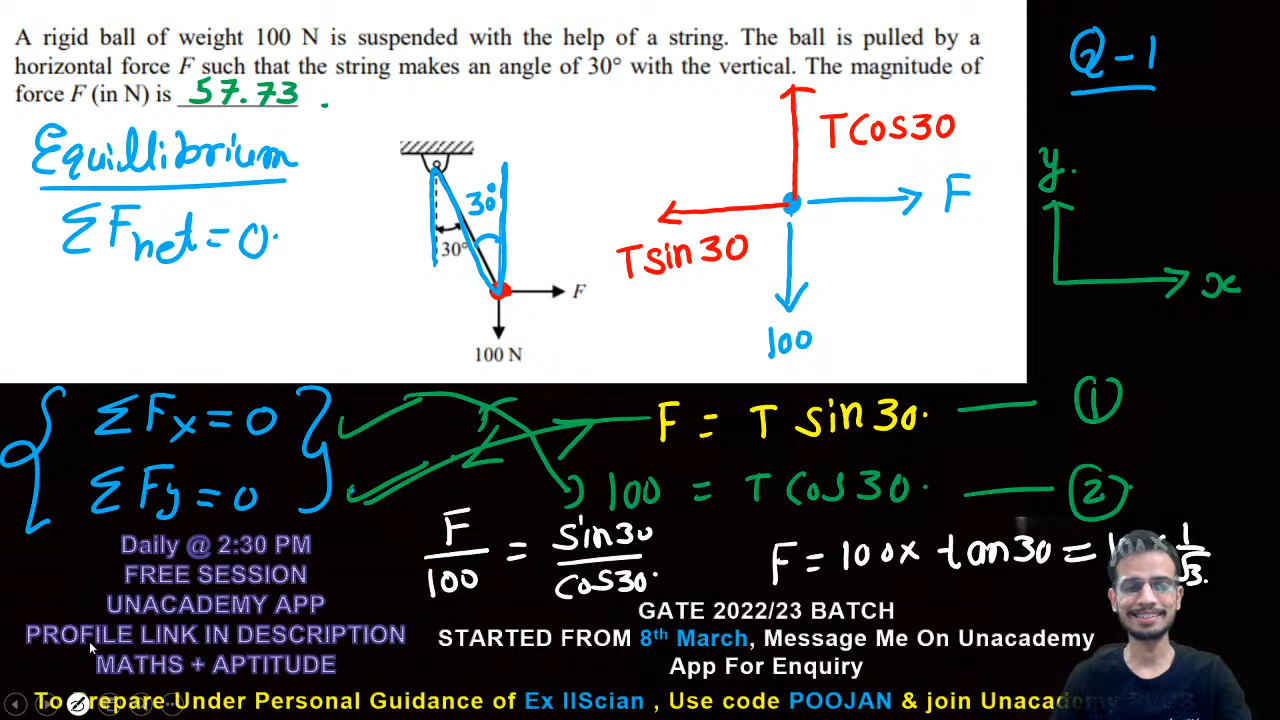 A rigid ball of weight 100 N is suspended with the help of a string. The ball is pulled by a
horizontal force F such that the string makes an angle of 30° with the vertical. The magnitude of
force F (in N) is 57.73 .
Q-1
Equillibrium
ΣFnet = 0.
30°
30°
F
100 N
TCos30
F
Tsin30
100
y.
x
ΣFx = 0
ΣFy = 0
F = T sin30. — ①
100 = T Cos30. — ②
F/100 = sin30/cos30.
F = 100x tan30 = 100 x 1/√3.
Daily @ 2:30 PM
FREE SESSION
UNACADEMY APP
PROFILE LINK IN DESCRIPTION
MATHS + APTITUDE
GATE 2022/23 BATCH
STARTED FROM 8th March, Message Me On Unacademy
App For Enquiry
To Prepare Under Personal Guidance of Ex IIScian , Use code POOJAN & join